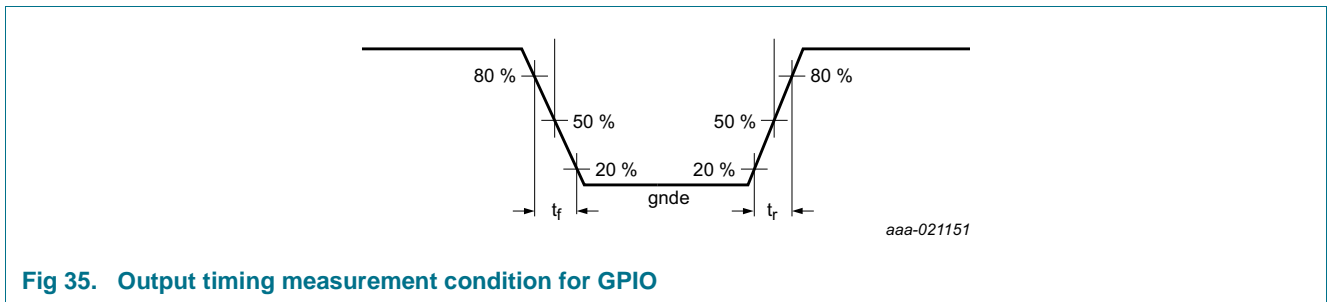 80 %
80 %
50 %
50 %
20 %
20 %
gnde
tf
tr
aaa-021151
Fig 35. Output timing measurement condition for GPIO